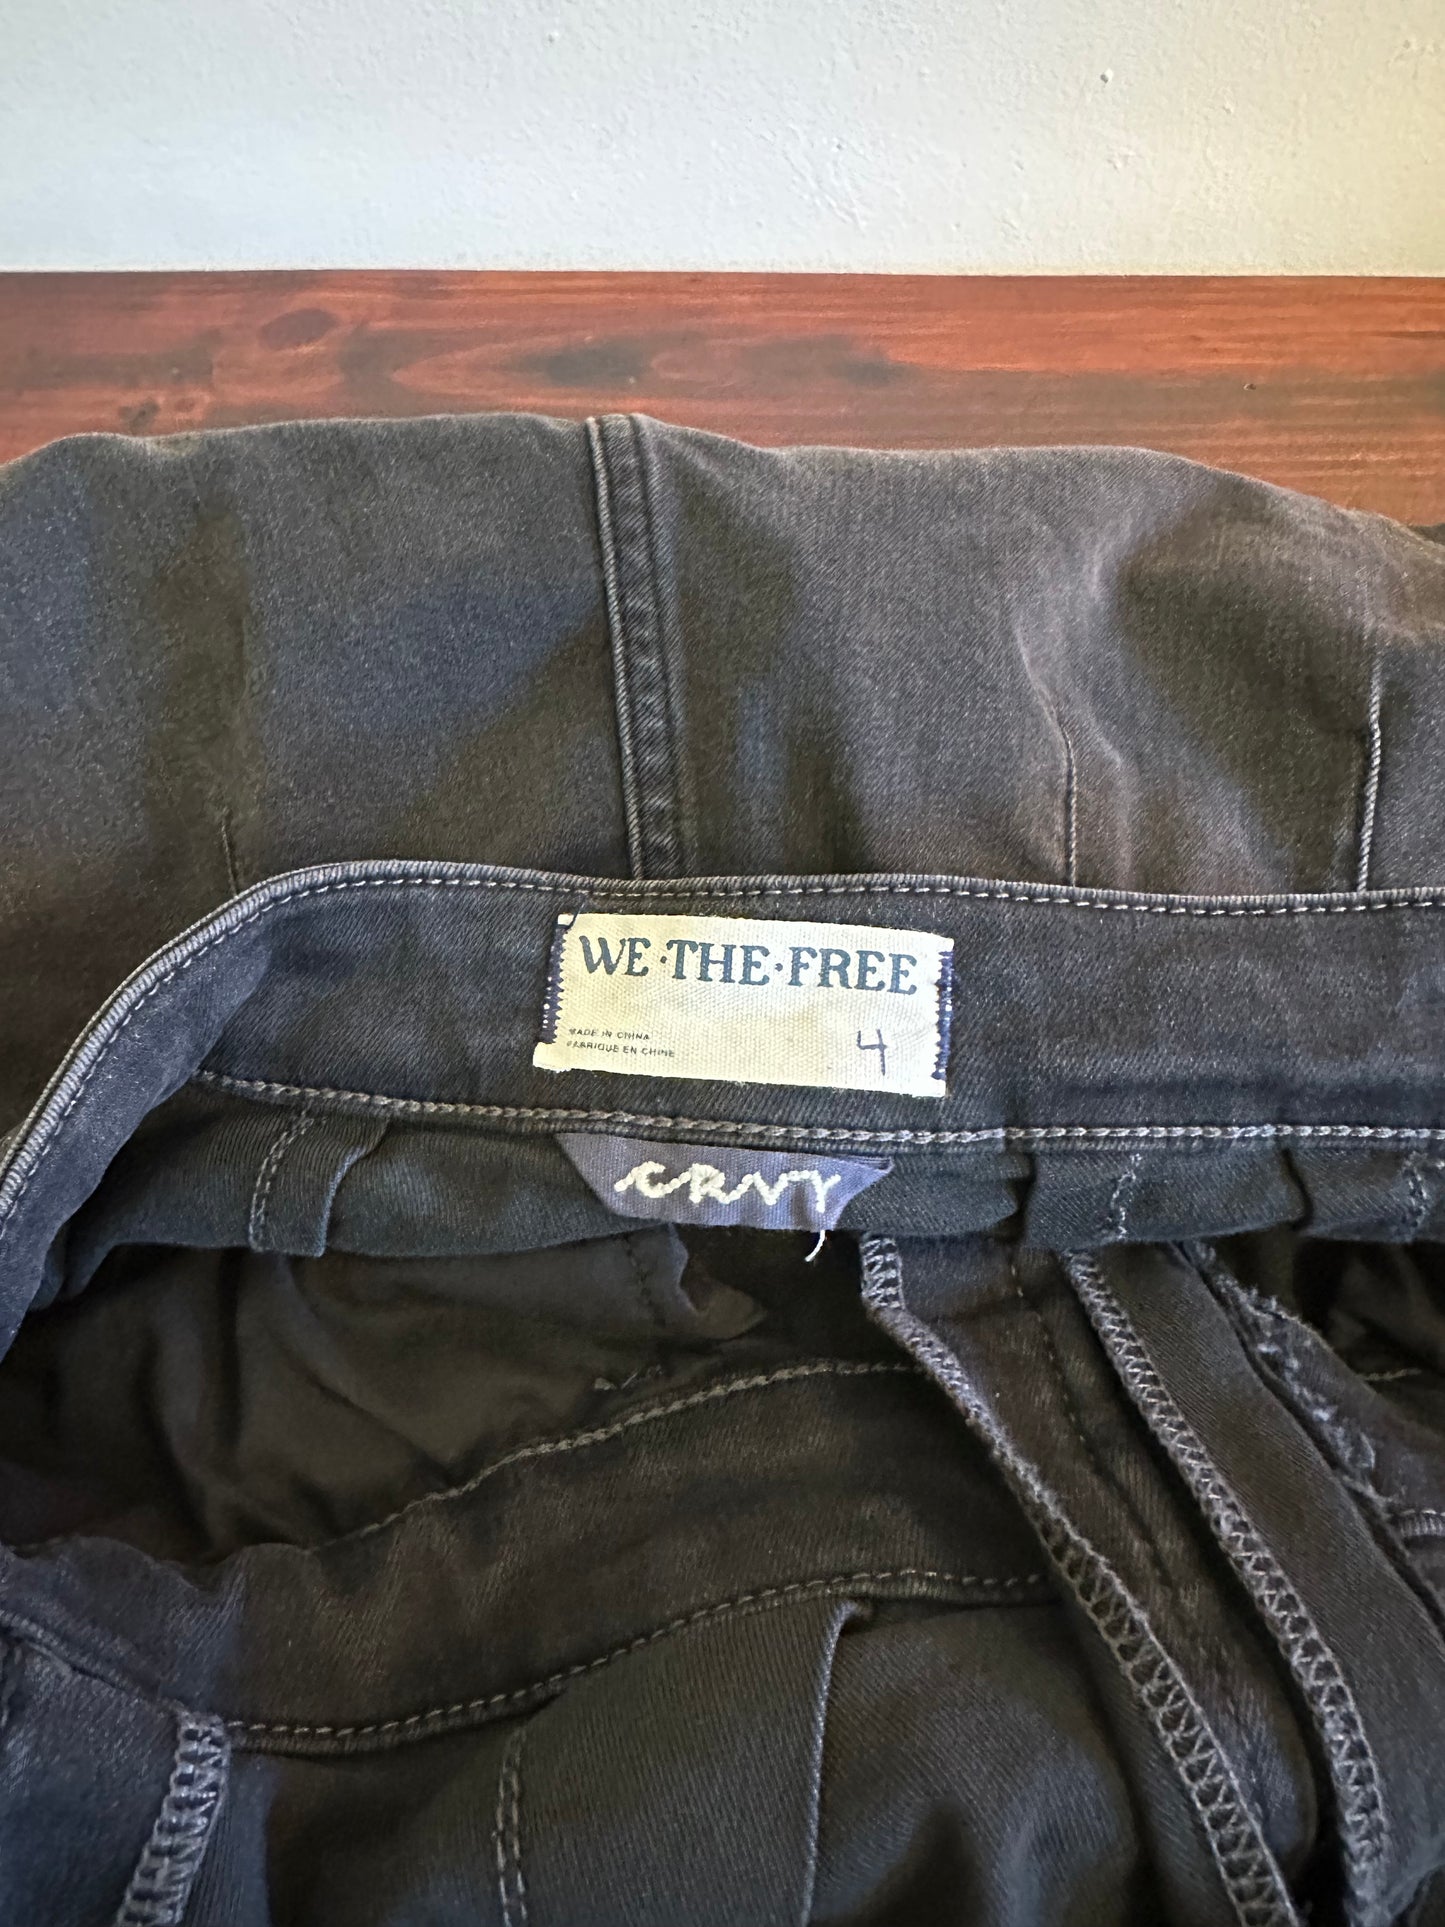 WE·THE·FREE
MADE IN CHINA
FABRIQUE EN CHINE
4
CRVY